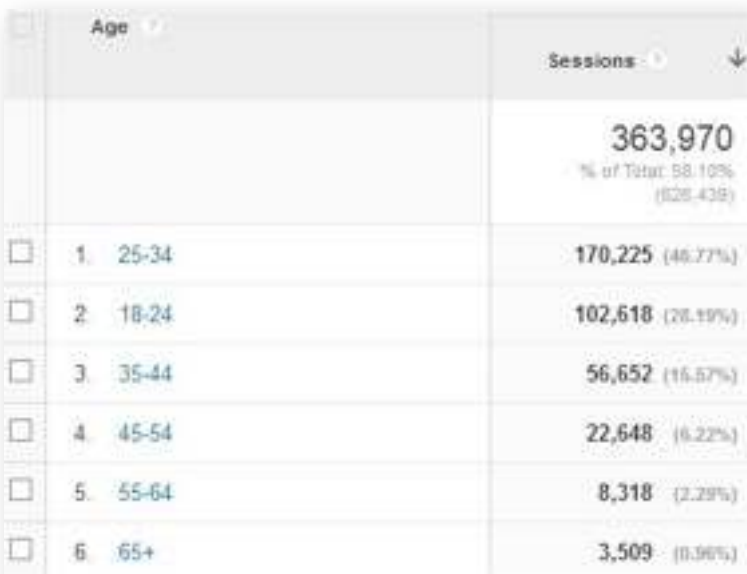 Age
Sessions
363,970
% of Total: 58.10%
(626,439)
1. 25-34 170,225 (46.77%)
2 18-24 102,618 (28.19%)
3. 35-44 56,652 (15.57%)
4. 45-54 22,648 (6.22%)
5. 55-64 8,318 (2.29%)
6 65+ 3,509 (0.96%)